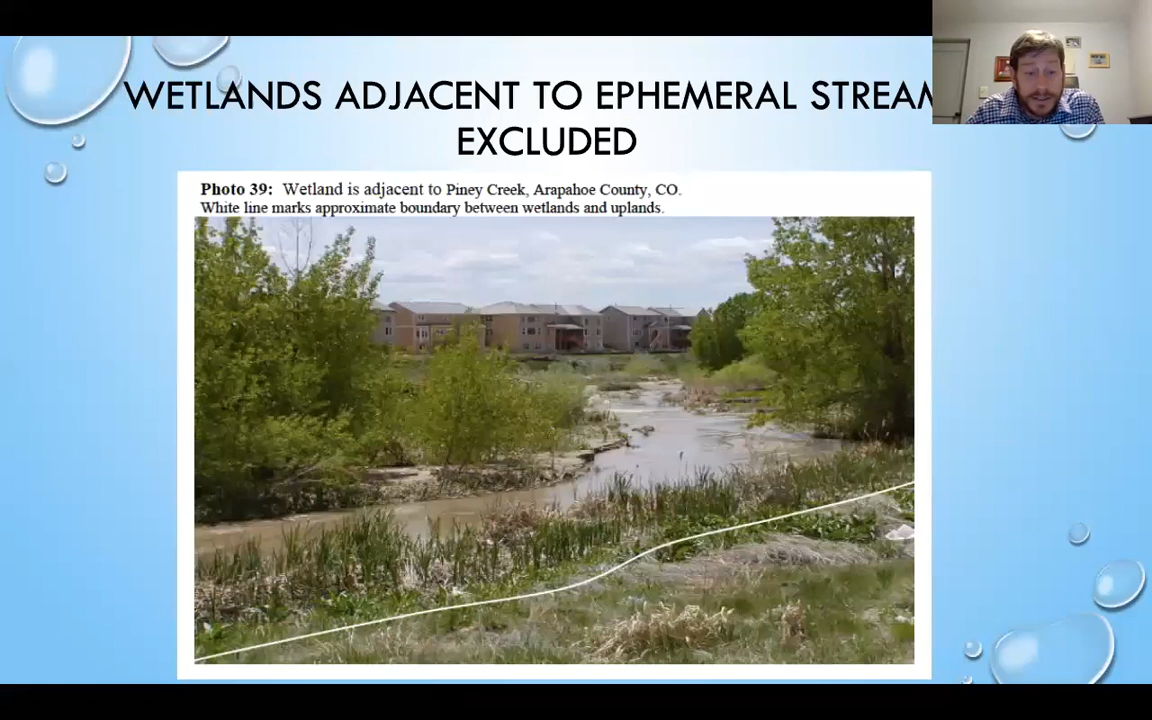 WETLANDS ADJACENT TO EPHEMERAL
EXCLUDED
Photo 39: Wetland is adjacent to Piney Creek, Arapahoe County, CO.
White line marks approximate boundary between wetlands and uplands.